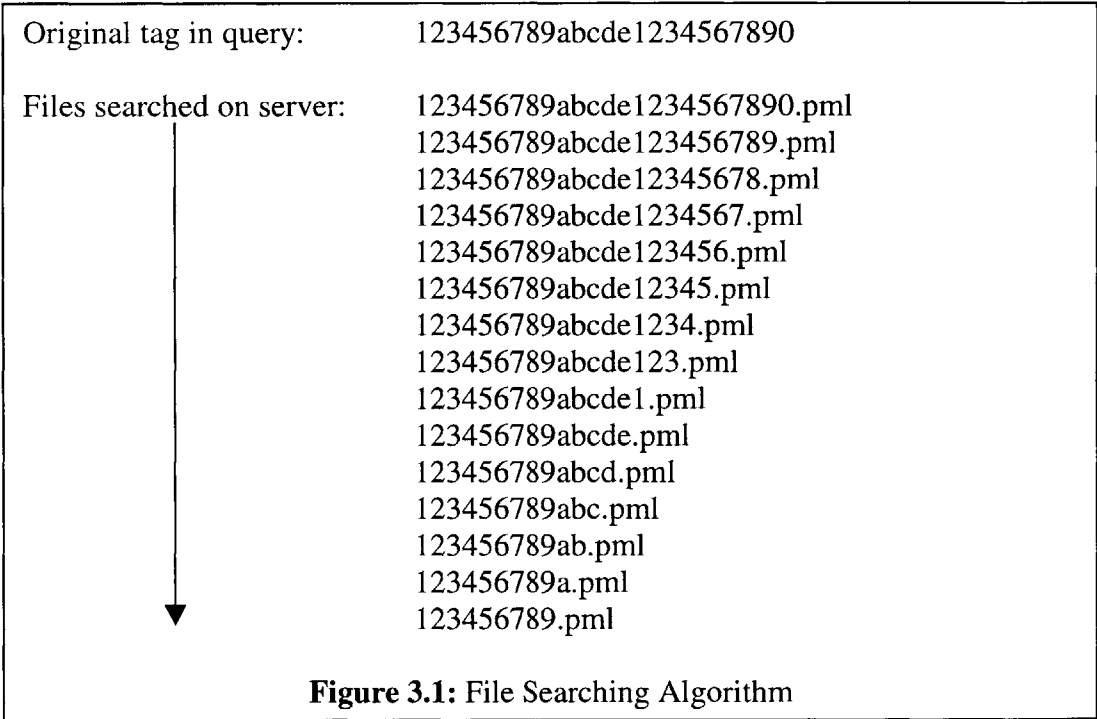 Original tag in query: 123456789abcde1234567890
Files searched on server: 123456789abcde1234567890.pml
123456789abcde123456789.pml
123456789abcde12345678.pml
123456789abcde1234567.pml
123456789abcde123456.pml
123456789abcde12345.pml
123456789abcde1234.pml
123456789abcde123.pml
123456789abcde1.pml
123456789abcde.pml
123456789abcd.pml
123456789abc.pml
123456789ab.pml
123456789a.pml
123456789.pml
Figure 3.1: File Searching Algorithm